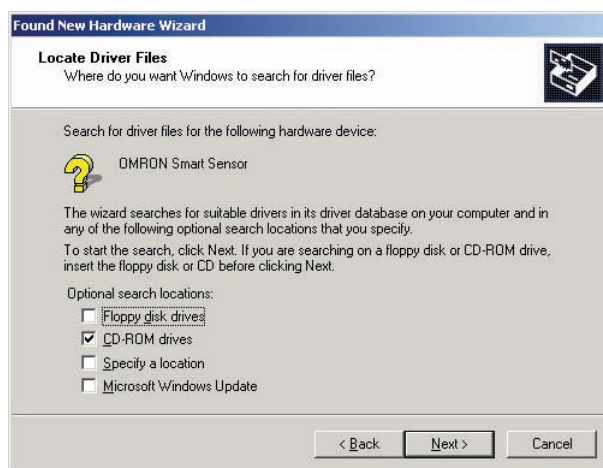 Found New Hardware Wizard
Locate Driver Files
Where do you want Windows to search for driver files?
Search for driver files for the following hardware device:
OMRON Smart Sensor
The wizard searches for suitable drivers in its driver database on your computer and in
any of the following optional search locations that you specify.
To start the search, click Next. If you are searching on a floppy disk or CD-ROM drive,
insert the floppy disk or CD before clicking Next.
Optional search locations:
Floppy disk drives
CD-ROM drives
Specify a location
Microsoft Windows Update
< Back Next > Cancel